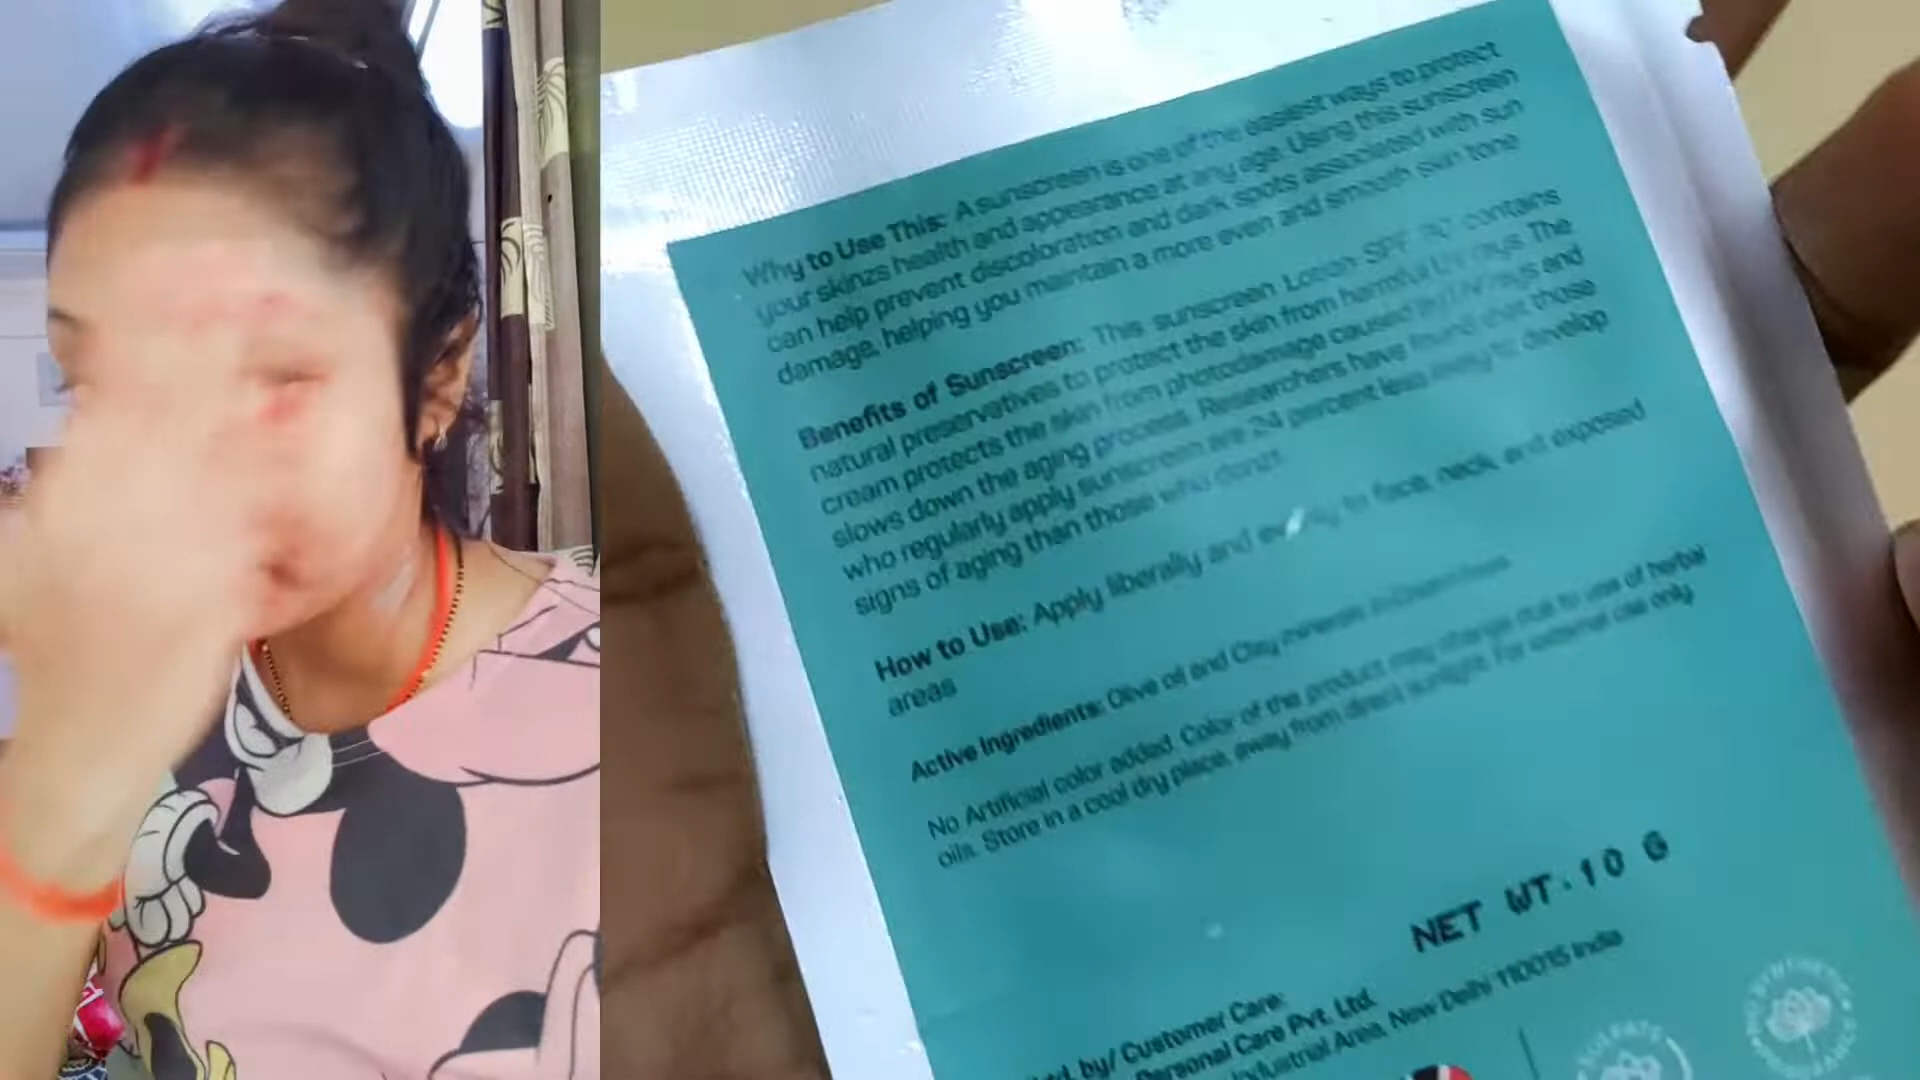 Why to Use This: A sunscreen is one of the easiest ways to protect
your skinzs health and appearance at any age. Using this sunscreen
can help prevent discoloration and dark spots associated with sun
damage, helping you maintain a more even and smooth skin tone
Benefits of Sunscreen: This sunscreen Lotion SPF contains
natural preservatives to protect the skin from harmful rays The
cream protects the skin from photodamage caused by UV rays and
slows down the aging process. Researchers have found that those
who regularly apply sunscreen are 24 percent less likely to develop
signs of aging than those who donzt
How to Use: Apply liberally and evenly to face, neck and exposed
areas
Active Ingredients: Olive oil and Clay minerals
No Artificial color added. Color of the product may change due to use of herbal
oils. Store in a cool dry place, away from direct sunlight. For external use only
NET WT. 10 G
by/ Customer Care:
Personal Care Pvt. Ltd.
Industrial Area, New Delhi 110015 India